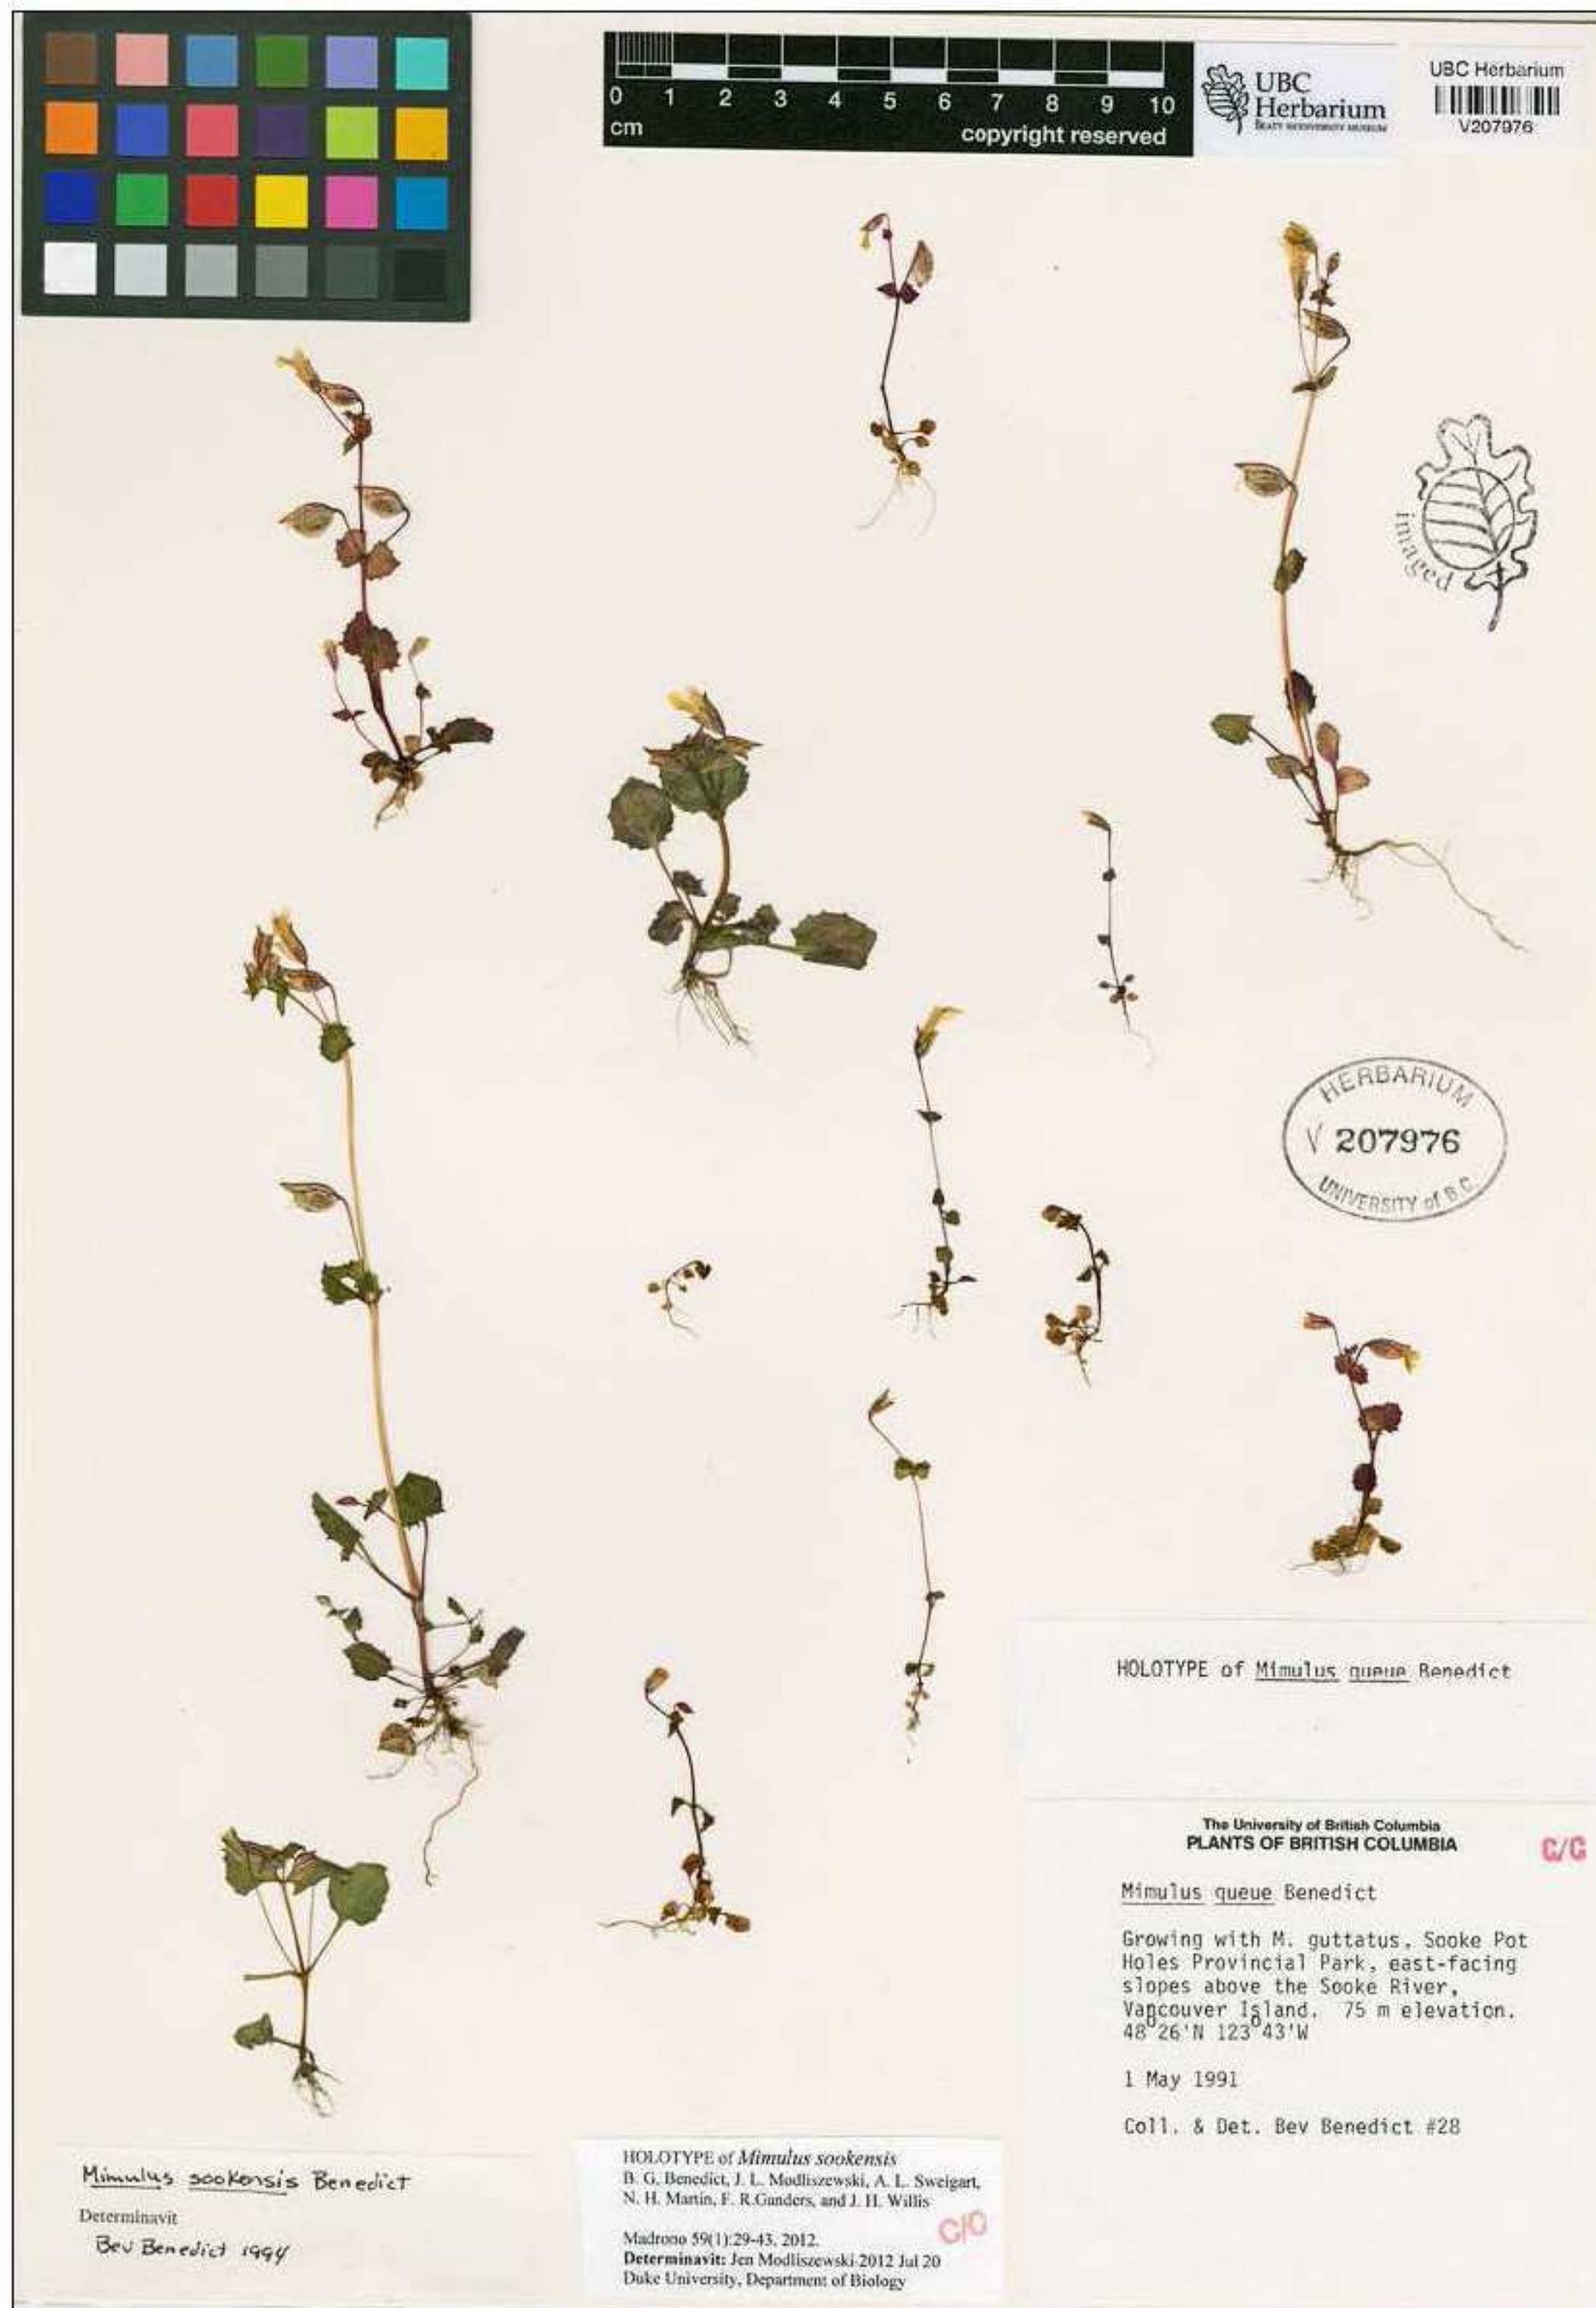 0 1 2 3 4 5 6 7 8 9 10
cm
copyright reserved
UBC
Herbarium
BEATY BIODIVERSITY MUSEUM
UBC Herbarium
V207976
imaged
HERBARIUM
V 207976
UNIVERSITY of B.C.
HOLOTYPE of Mimulus queue Benedict
The University of British Columbia
PLANTS OF BRITISH COLUMBIA
C/C
Mimulus queue Benedict
Growing with M. guttatus, Sooke Pot
Holes Provincial Park, east-facing
slopes above the Sooke River,
Vancouver Island. 75 m elevation.
48°26'N 123°43'W
1 May 1991
Coll. & Det. Bev Benedict #28
Mimulus sookensis Benedict
Determinavit
Bev Benedict 1994
HOLOTYPE of Mimulus sookensis
B. G. Benedict, J. L. Modliszewski, A. L. Sweigart,
N. H. Martin, F. R.Ganders, and J. H. Willis
C/C
Madrono 59(1):29-43, 2012.
Determinavit: Jen Modliszewski 2012 Jul 20
Duke University, Department of Biology